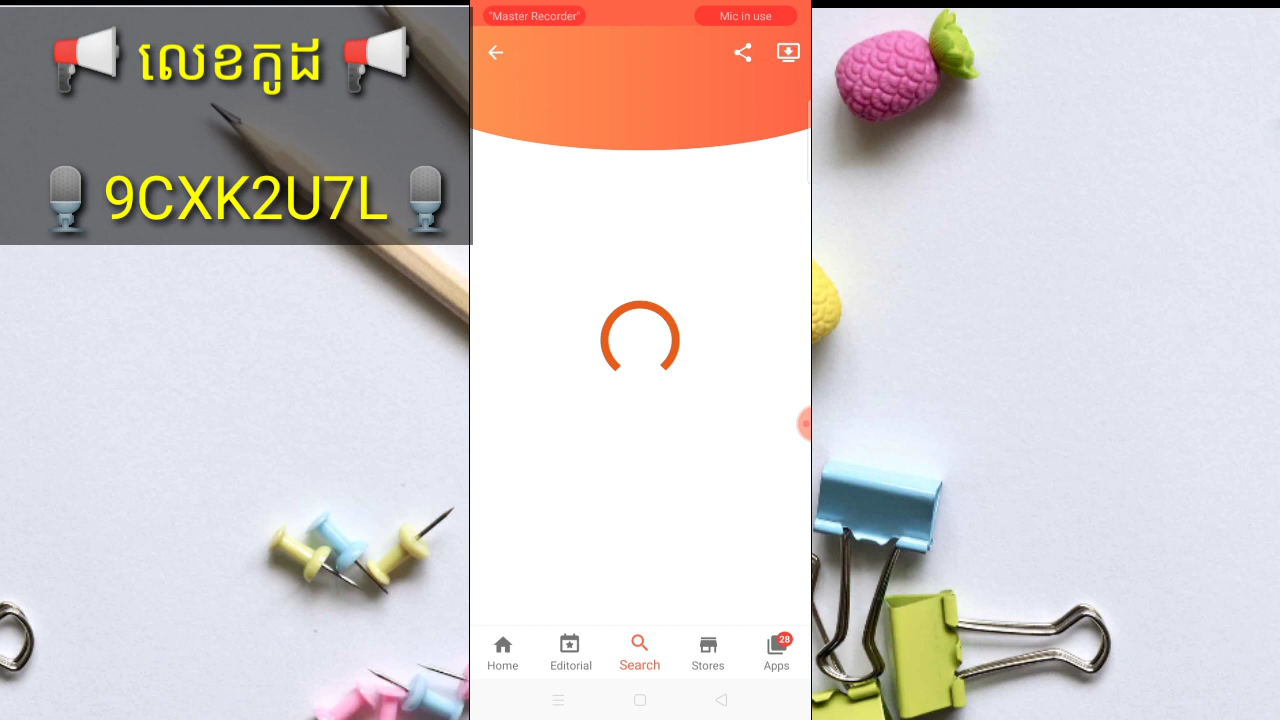 លេខកូដ
9CXK2U7L
"Master Recorder"
Mic in use
28
Home
Editorial
Search
Stores
Apps